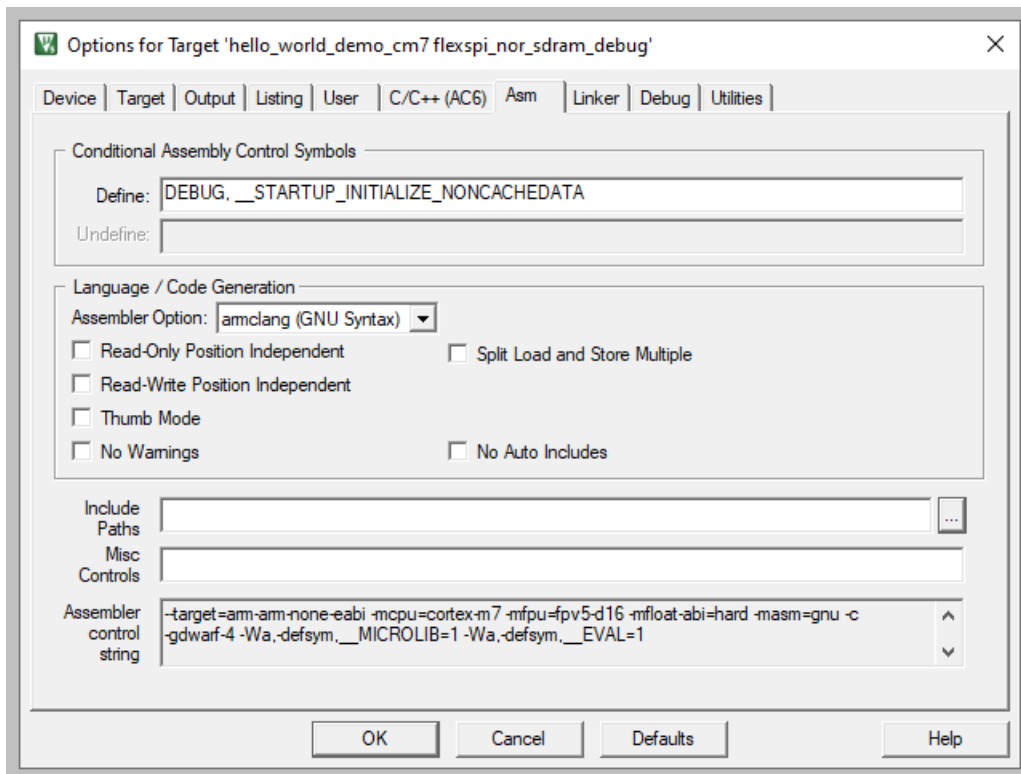 Options for Target 'hello_world_demo_cm7 flexspi_nor_sdram_debug'
Device Target Output Listing User C/C++ (AC6) Asm Linker Debug Utilities
Conditional Assembly Control Symbols
Define: DEBUG, __STARTUP_INITIALIZE_NONCACHEDATA
Undefine:
Language / Code Generation
Assembler Option: armclang (GNU Syntax)
Read-Only Position Independent Split Load and Store Multiple
Read-Write Position Independent
Thumb Mode
No Warnings No Auto Includes
Include
Paths ...
Misc
Controls
Assembler --target=arm-arm-none-eabi -mcpu=cortex-m7 -mfpu=fpv5-d16 -mfloat-abi=hard -masm=gnu -c
control -gdwarf-4 -Wa,-defsym,__MICROLIB=1 -Wa,-defsym,__EVAL=1
string
OK Cancel Defaults Help